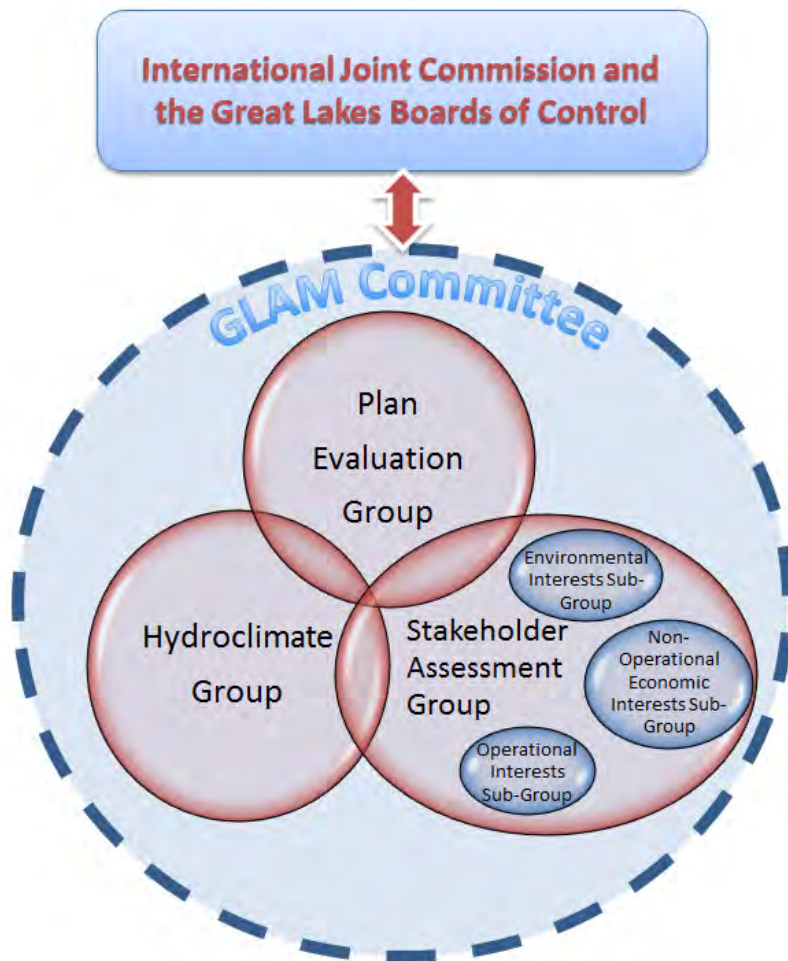 International Joint Commission and
the Great Lakes Boards of Control
GLAM Committee
Plan
Evaluation
Group
Hydroclimate
Group
Stakeholder
Assessment
Group
Environmental
Interests Sub-
Group
Non-
Operational
Economic
Interests Sub-
Group
Operational
Interests
Sub-Group